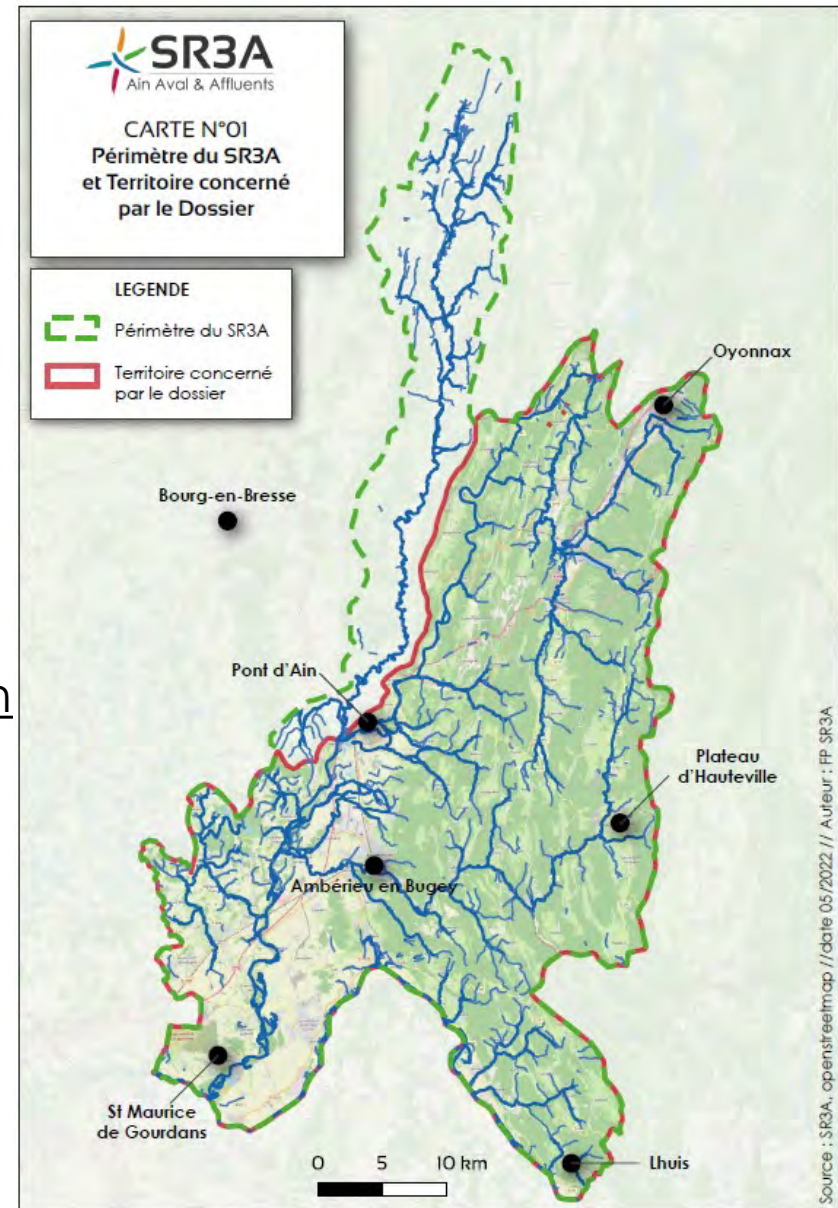 SR3A
Ain Aval & Affluents
CARTE N°01
Périmètre du SR3A
et Territoire concerné
par le Dossier
LEGENDE
Périmètre du SR3A
Territoire concerné
par le dossier
Oyonnax
Bourg-en-Bresse
Pont d'Ain
n
Plateau
d'Hauteville
Ambérieu en Bugey
St Maurice
de Gourdans
0 5 10 km
Lhuis
Source : SR3A, openstreetmap //date 05/2022 // Auteur : FP SR3A